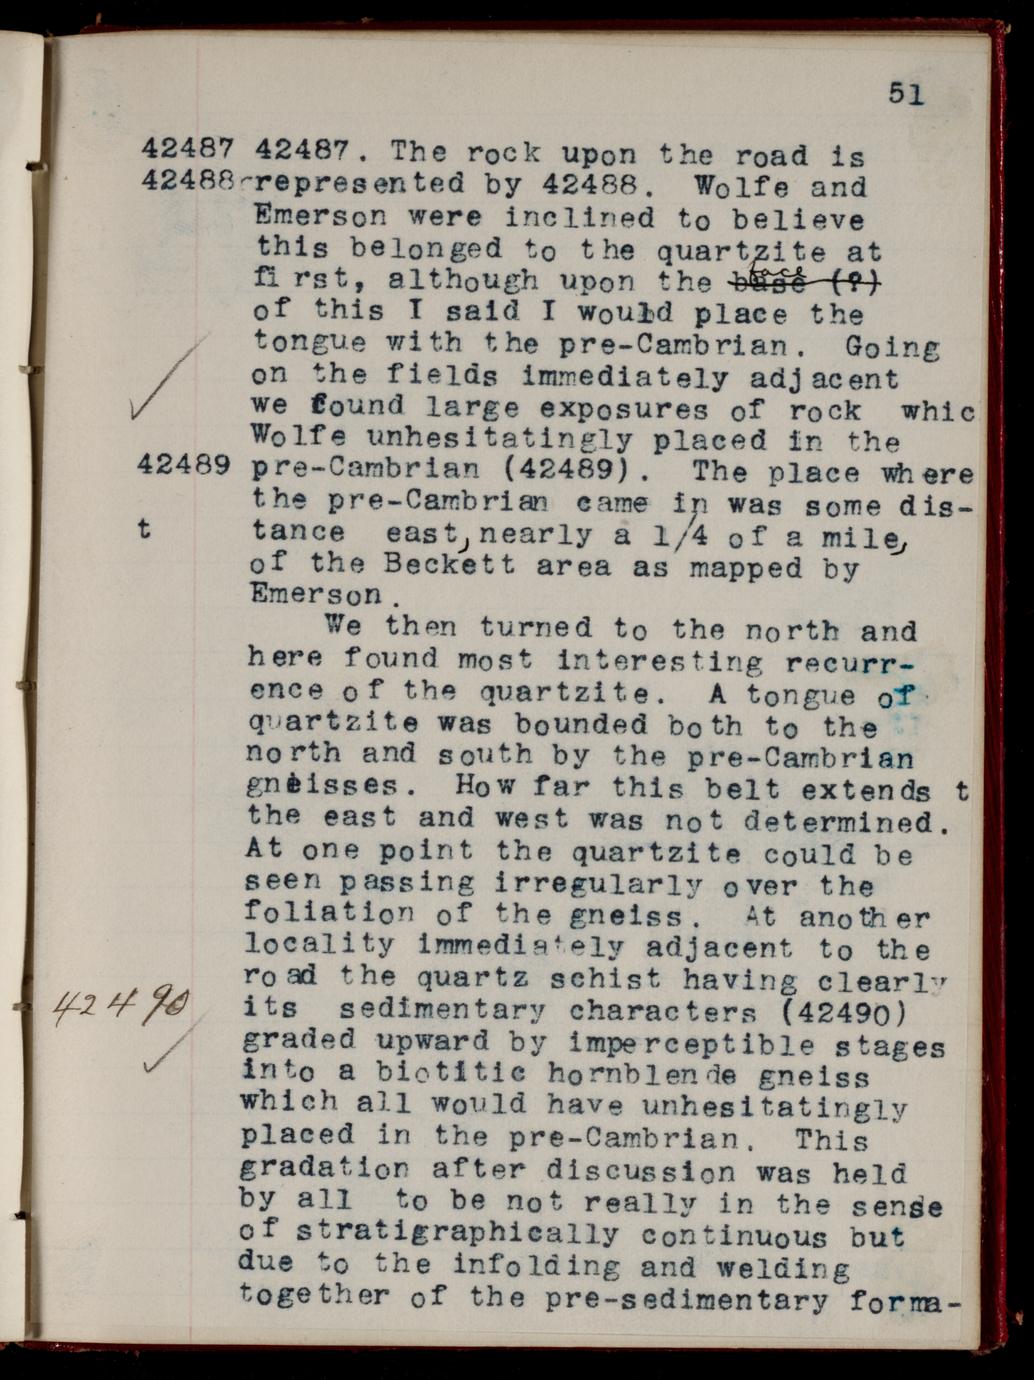 51
42487 42487. The rock upon the road is
42488 represented by 42488. Wolfe and
Emerson were inclined to believe
this belonged to the quartzite at
first, although upon the base (?)
of this I said I would place the
tongue with the pre-Cambrian. Going
on the fields immediately adjacent
we found large exposures of rock whic
Wolfe unhesitatingly placed in the
42489 pre-Cambrian (42489). The place where
the pre-Cambrian came in was some dis-
t tance east, nearly a 1/4 of a mile,
of the Beckett area as mapped by
Emerson.
We then turned to the north and
here found most interesting recurr-
ence of the quartzite. A tongue of
quartzite was bounded both to the
north and south by the pre-Cambrian
gneisses. How far this belt extends t
the east and west was not determined.
At one point the quartzite could be
seen passing irregularly over the
foliation of the gneiss. At another
locality immediately adjacent to the
road the quartz schist having clearly
42490 its sedimentary characters (42490)
graded upward by imperceptible stages
into a biotitic hornblende gneiss
which all would have unhesitatingly
placed in the pre-Cambrian. This
gradation after discussion was held
by all to be not really in the sense
of stratigraphically continuous but
due to the infolding and welding
together of the pre-sedimentary forma-